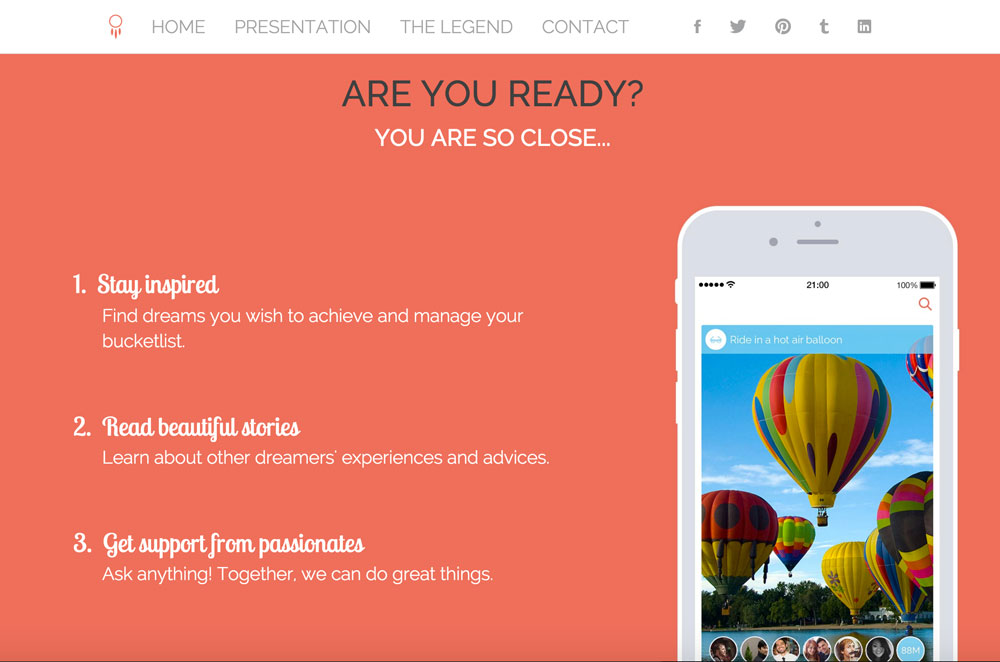 HOME PRESENTATION THE LEGEND CONTACT
ARE YOU READY?
YOU ARE SO CLOSE...
1. Stay inspired
Find dreams you wish to achieve and manage your
bucketlist.
2. Read beautiful stories
Learn about other dreamers' experiences and advices.
3. Get support from passionates
Ask anything! Together, we can do great things.
21:00 100%
Ride in a hot air balloon
88M